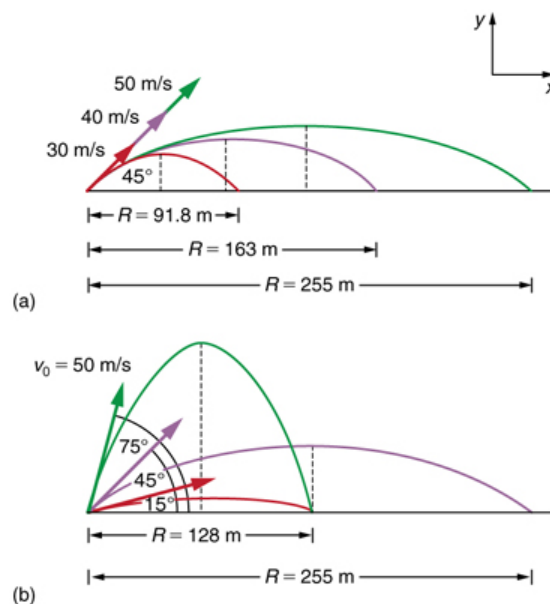 y
x
50 m/s
40 m/s
30 m/s
45°
R = 91.8 m
R = 163 m
R = 255 m
(a)
v0 = 50 m/s
75°
45°
15°
R = 128 m
R = 255 m
(b)